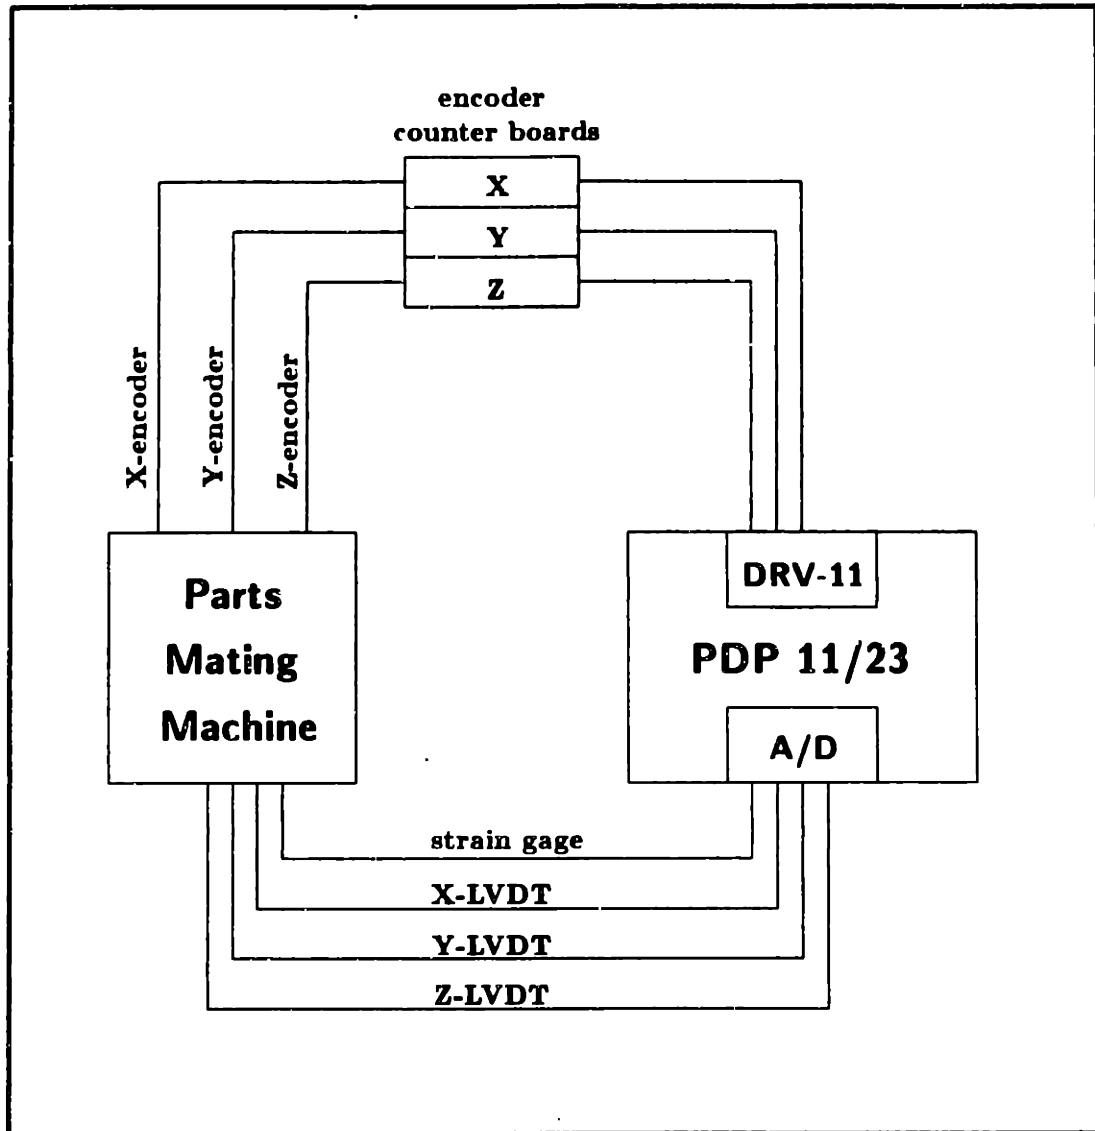 encoder
counter boards
X
Y
Z
X-encoder
Y-encoder
Z-encoder
Parts
Mating
Machine
DRV-11
PDP 11/23
A/D
strain gage
X-LVDT
Y-LVDT
Z-LVDT